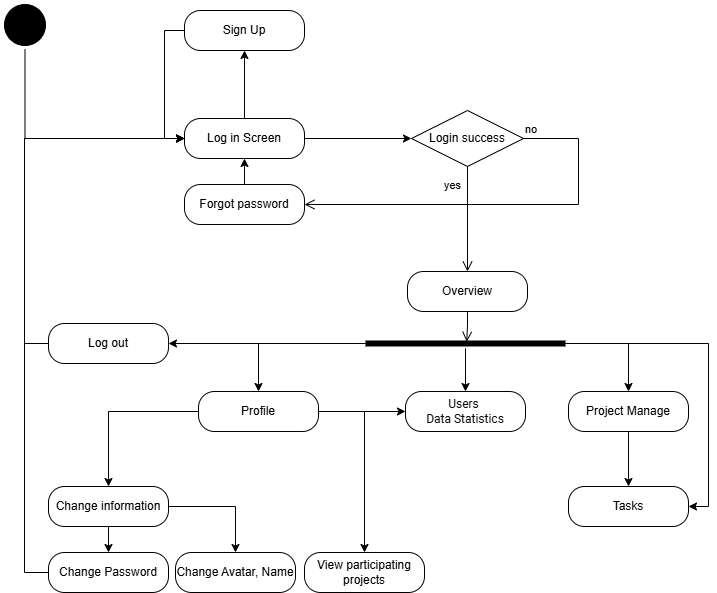 Sign Up
Log in Screen
Login success
no
yes
Forgot password
Overview
Log out
Profile
Users
Data Statistics
Project Manage
Change information
Tasks
Change Password
Change Avatar, Name
View participating
projects